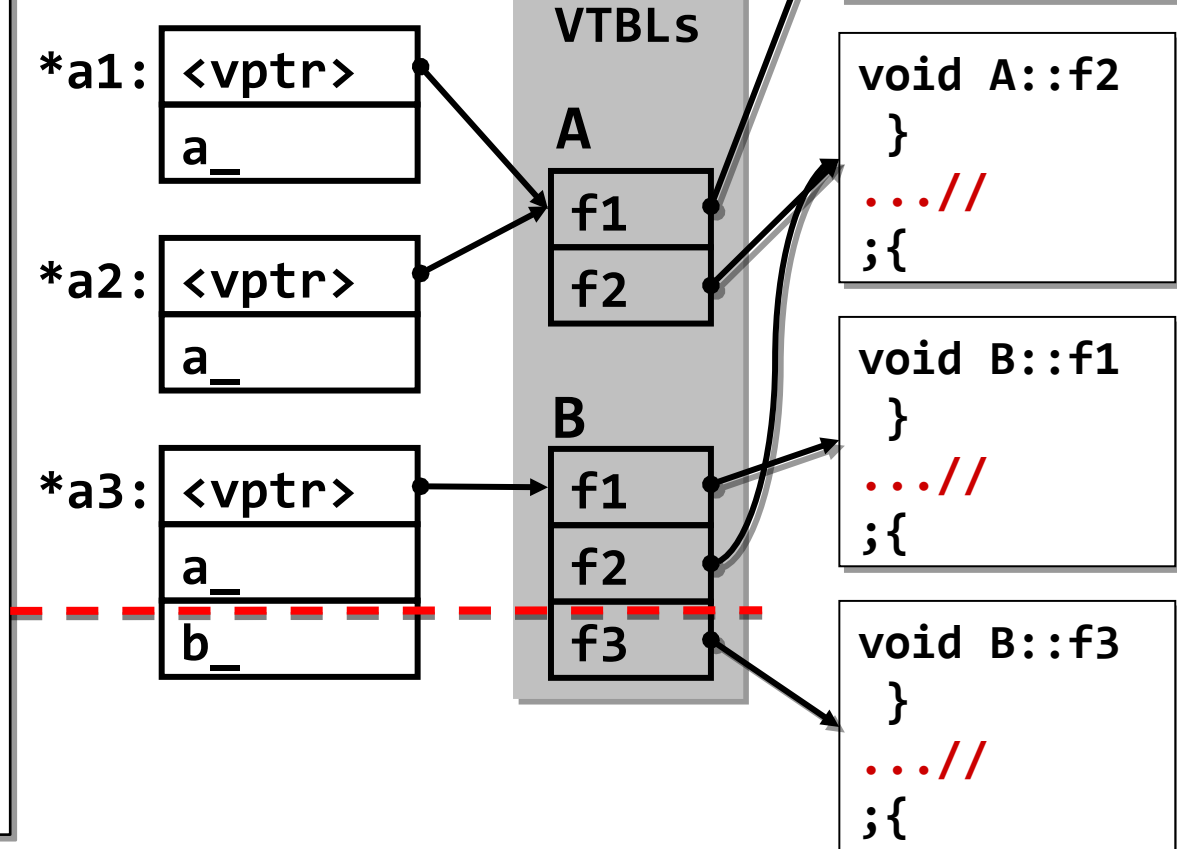 *a1:
<vptr>
a_
*a2:
<vptr>
a_
*a3:
<vptr>
a_
b_
VTBLs
A
f1
f2
B
f1
f2
f3
void A::f2
}
...//
;{
void B::f1
}
...//
;{
void B::f3
}
...//
;{